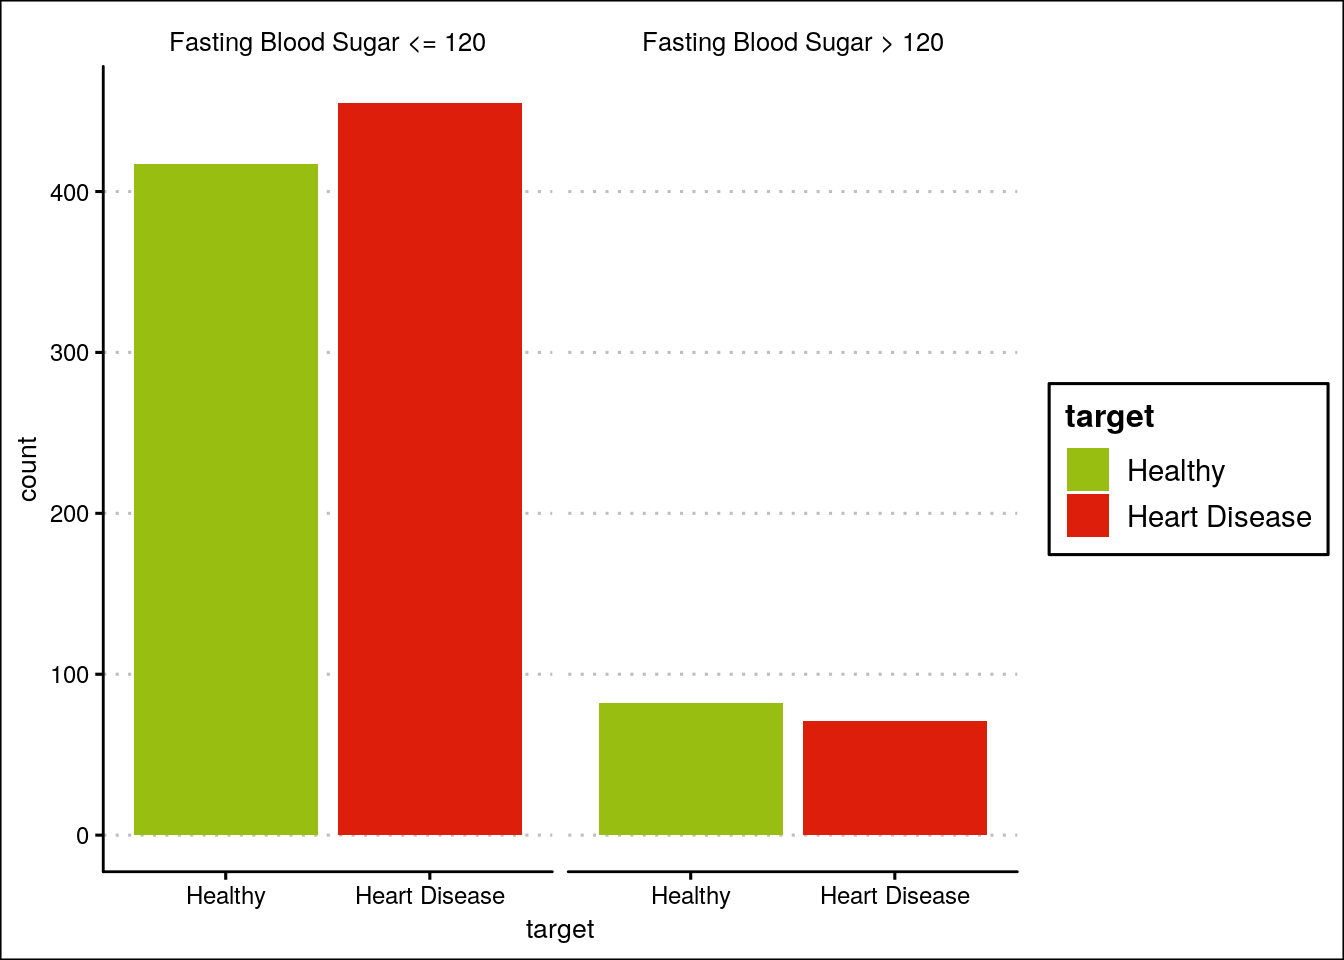 Fasting Blood Sugar <= 120
Fasting Blood Sugar > 120
count
400
300
200
100
0
Healthy
Heart Disease
Healthy
Heart Disease
target
target
Healthy
Heart Disease